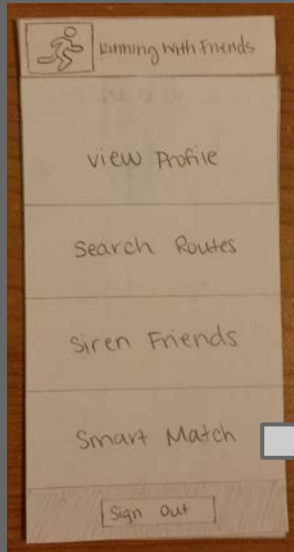 Running With Friends
View Profile
Search Routes
Siren Friends
Smart Match
Sign Out